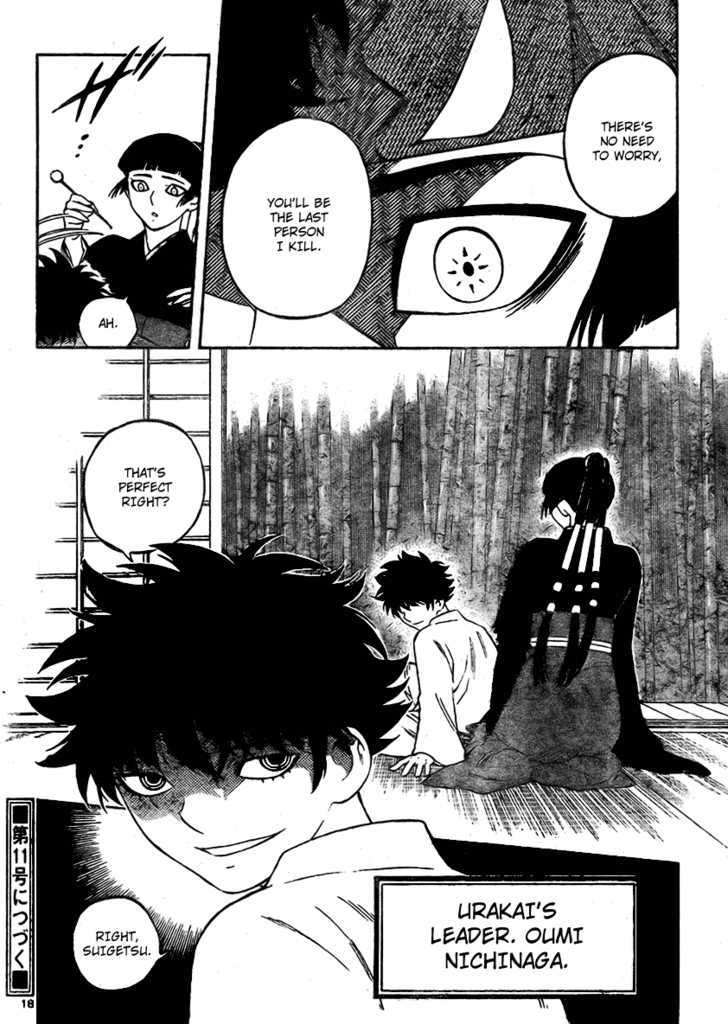 THERE'S
NO NEED
TO WORRY,
YOU'LL BE
THE LAST
PERSON
I KILL.
AH.
THAT'S
PERFECT
RIGHT?
RIGHT,
SUIGETSU.
URAKAI'S
LEADER. OUMI
NICHINAGA.
■第11号につづく■
18